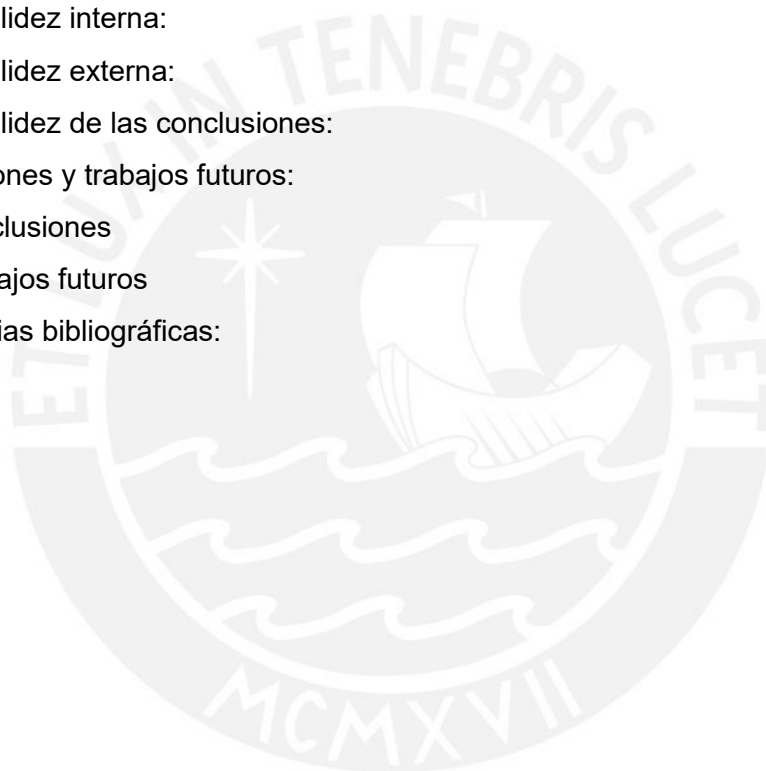 lidez interna:
lidez externa:
lidez de las conclusiones:
ones y trabajos futuros:
clusiones
ajos futuros
ias bibliográficas:
ET LUX IN TENEBRIS LUCET
MCMXVII